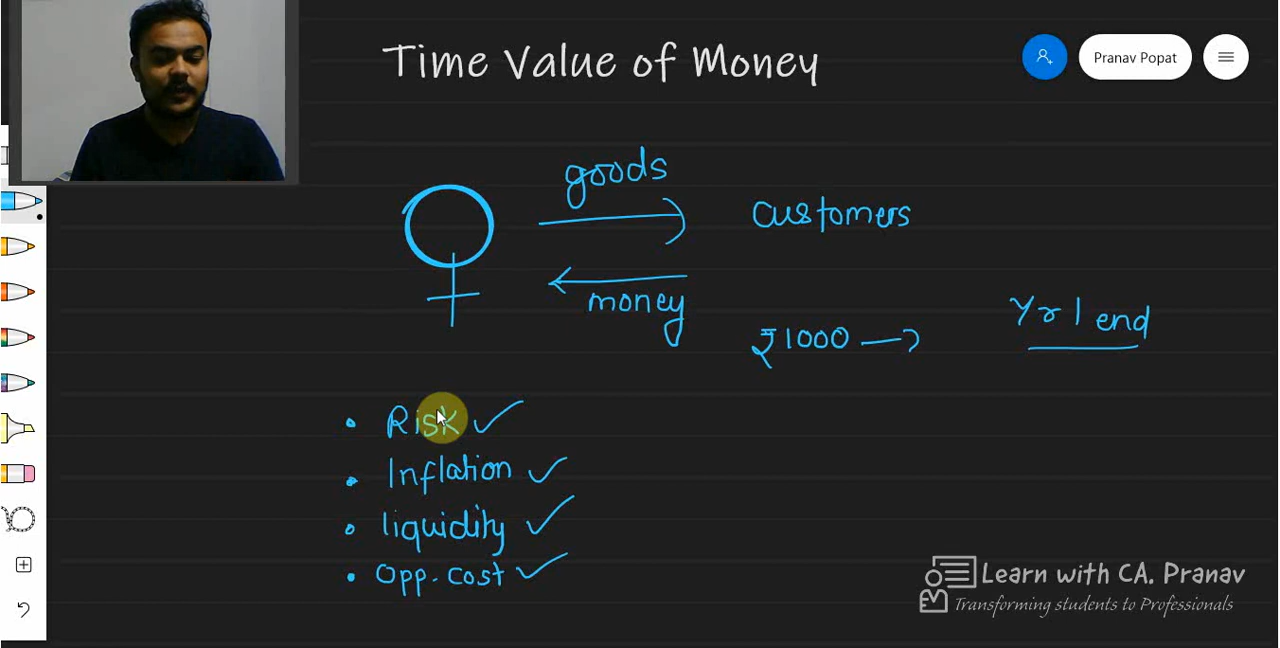 Time Value of Money
Pranav Popat
goods
customers
money
₹1000
Yr 1 end
• Risk ✓
• Inflation ✓
• liquidity ✓
• Opp. cost ✓
Learn with CA. Pranav
Transforming students to Professionals